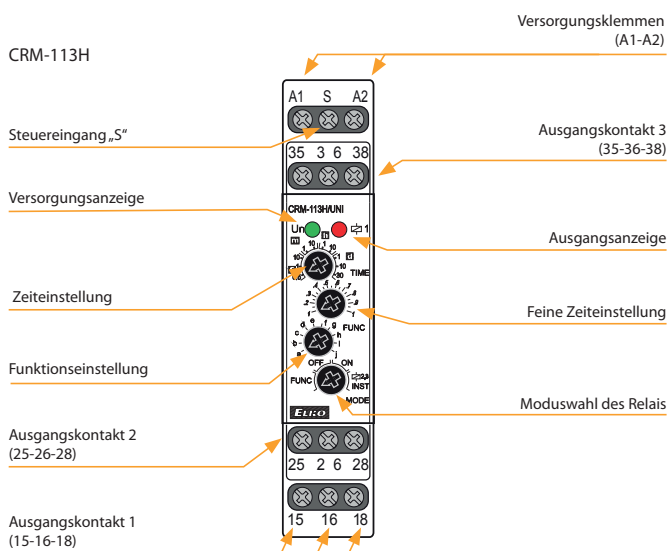 Versorgungsklemmen
(A1-A2)
CRM-113H
A1 S A2
Steuereingang „S“
Ausgangskontakt 3
(35-36-38)
35 3 6 38
Versorgungsanzeige
CRM-113H/UNI
Un
1
Ausgangsanzeige
TIME
Zeiteinstellung
Feine Zeiteinstellung
FUNC
a b c d e f g h i j
Funktionseinstellung
OFF ON
FUNC
INST
MODE
Moduswahl des Relais
ELKO
Ausgangskontakt 2
(25-26-28)
25 2 6 28
Ausgangskontakt 1
(15-16-18)
15 16 18